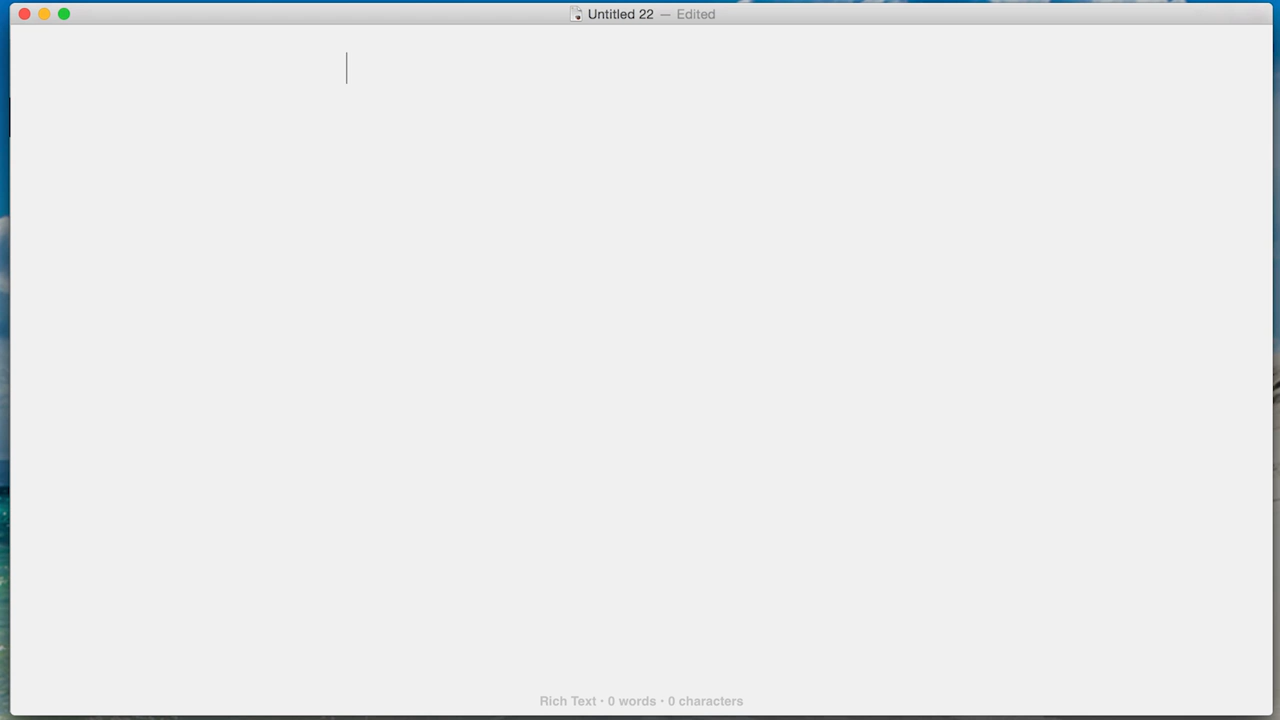 Untitled 22 — Edited
Rich Text • 0 words • 0 characters